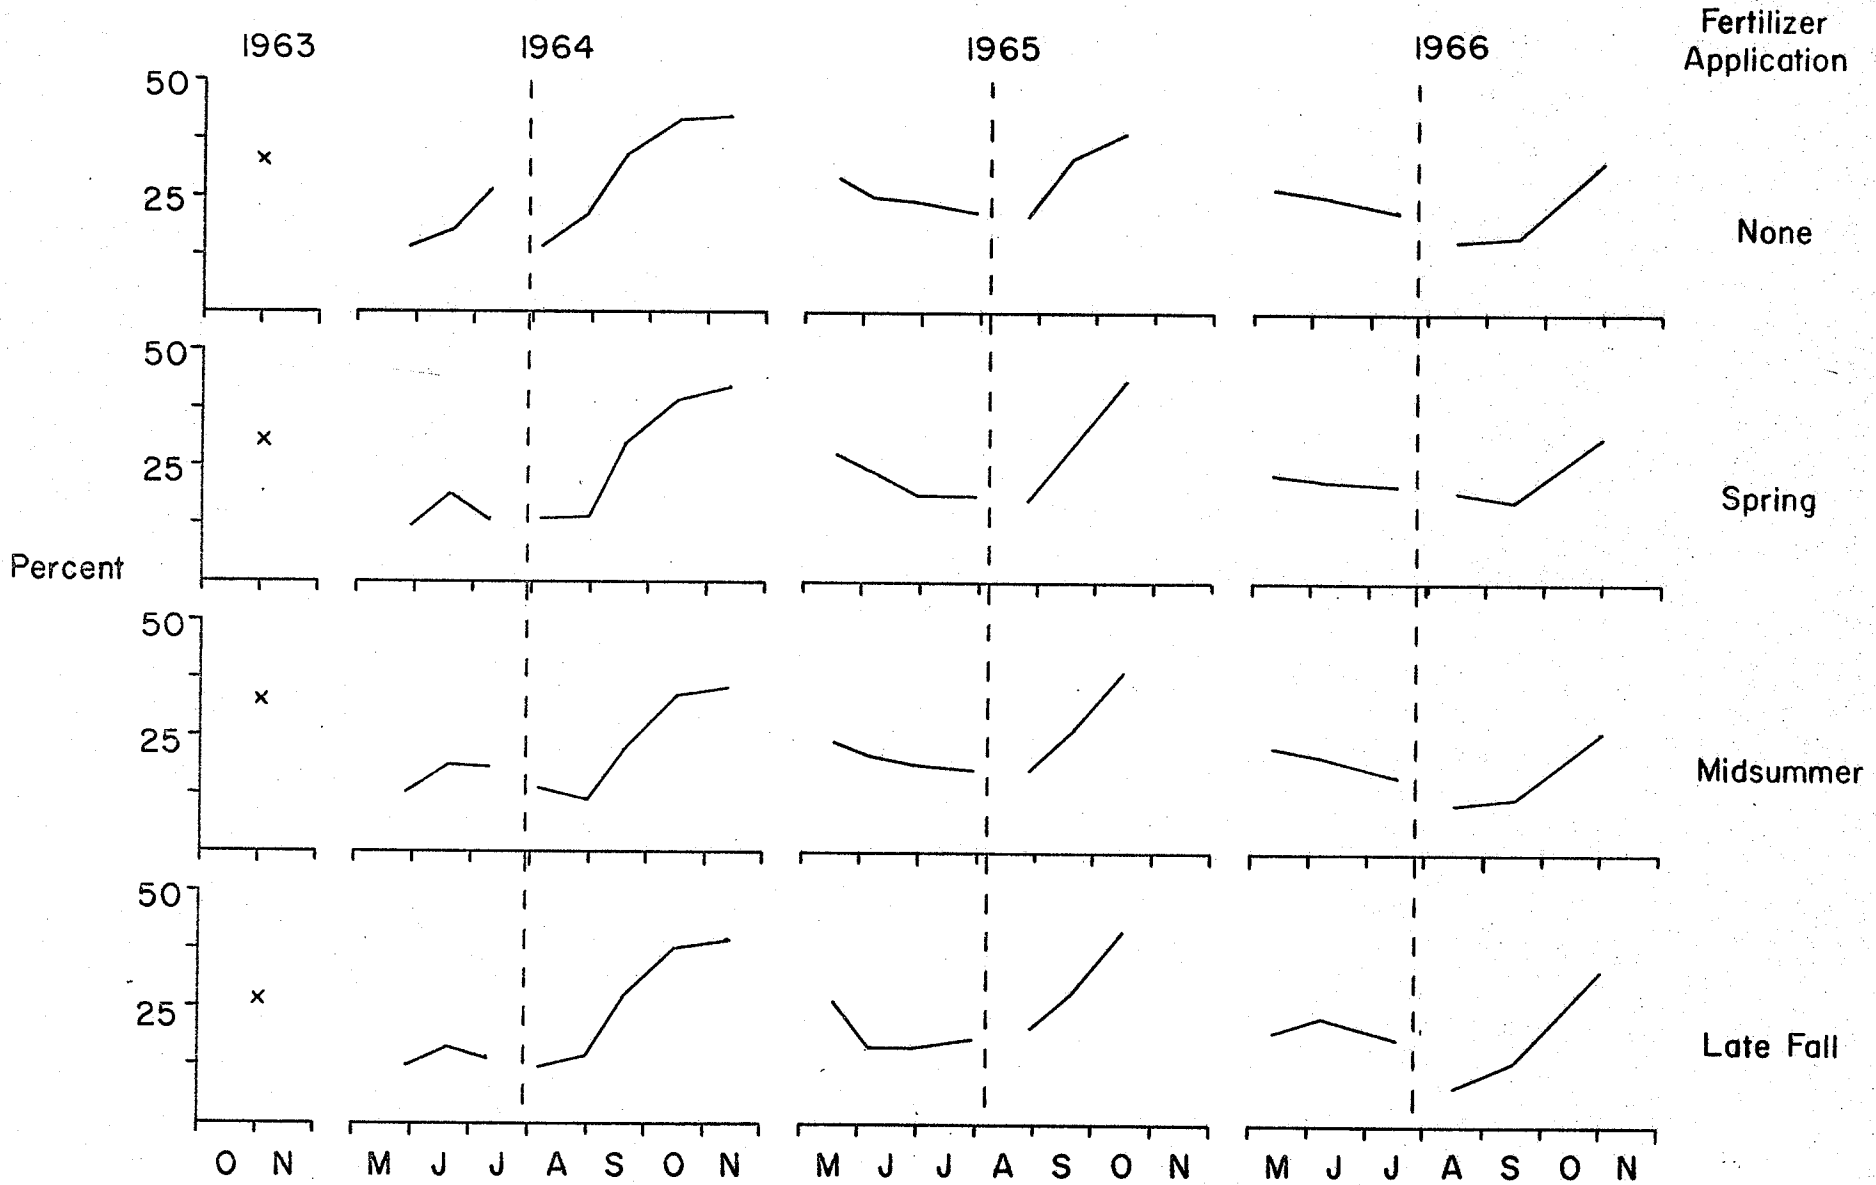 1963 1964 1965 1966
Fertilizer
Application
50
25
None
50
25
Spring
Percent
50
25
Midsummer
50
25
Late Fall
O N M J J A S O N M J J A S O N M J J A S O N